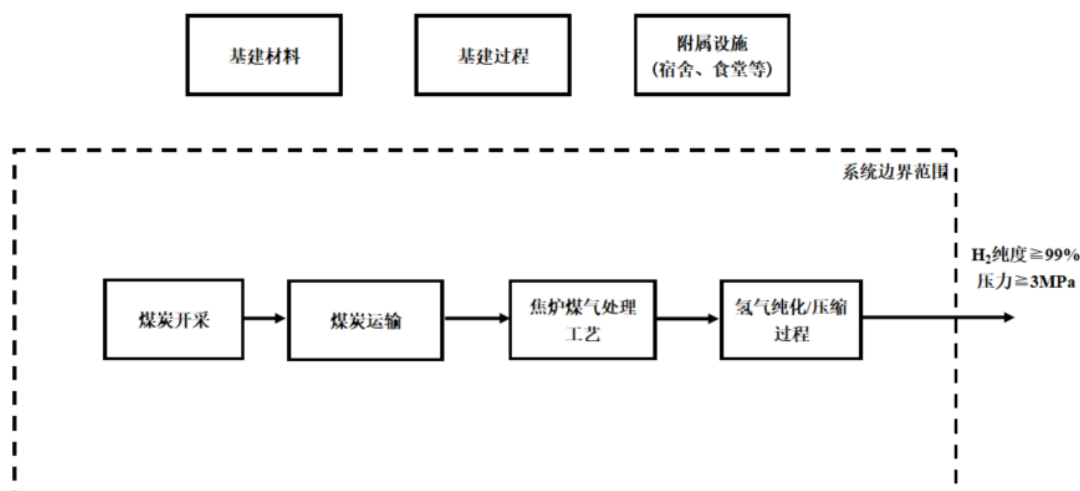 基建材料
基建过程
附属设施
(宿舍、食堂等)
系统边界范围
H₂纯度≧99%
压力≧3MPa
煤炭开采
煤炭运输
焦炉煤气处理
工艺
氢气纯化/压缩
过程